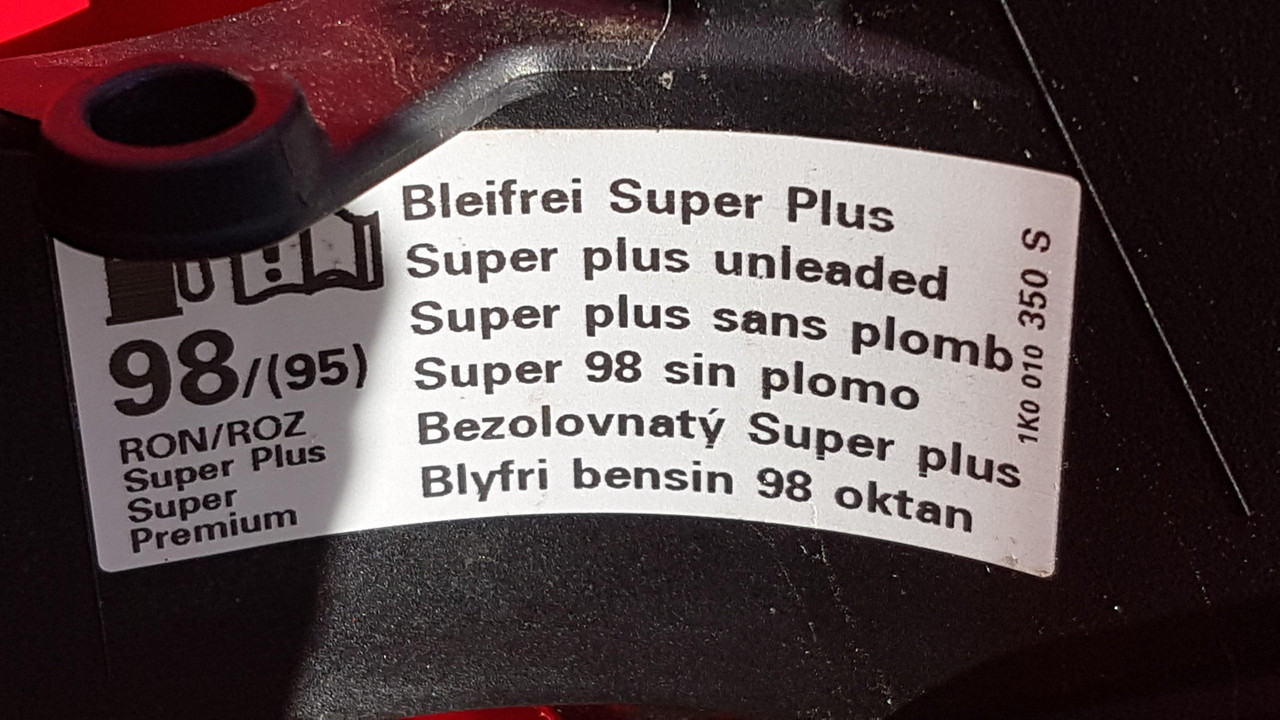 98/(95)
RON/ROZ
Super Plus
Super
Premium
Bleifrei Super Plus
Super plus unleaded
Super plus sans plomb
Super 98 sin plomo
Bezolovnatý Super plus
Blyfri bensin 98 oktan
1K0 010 350 S